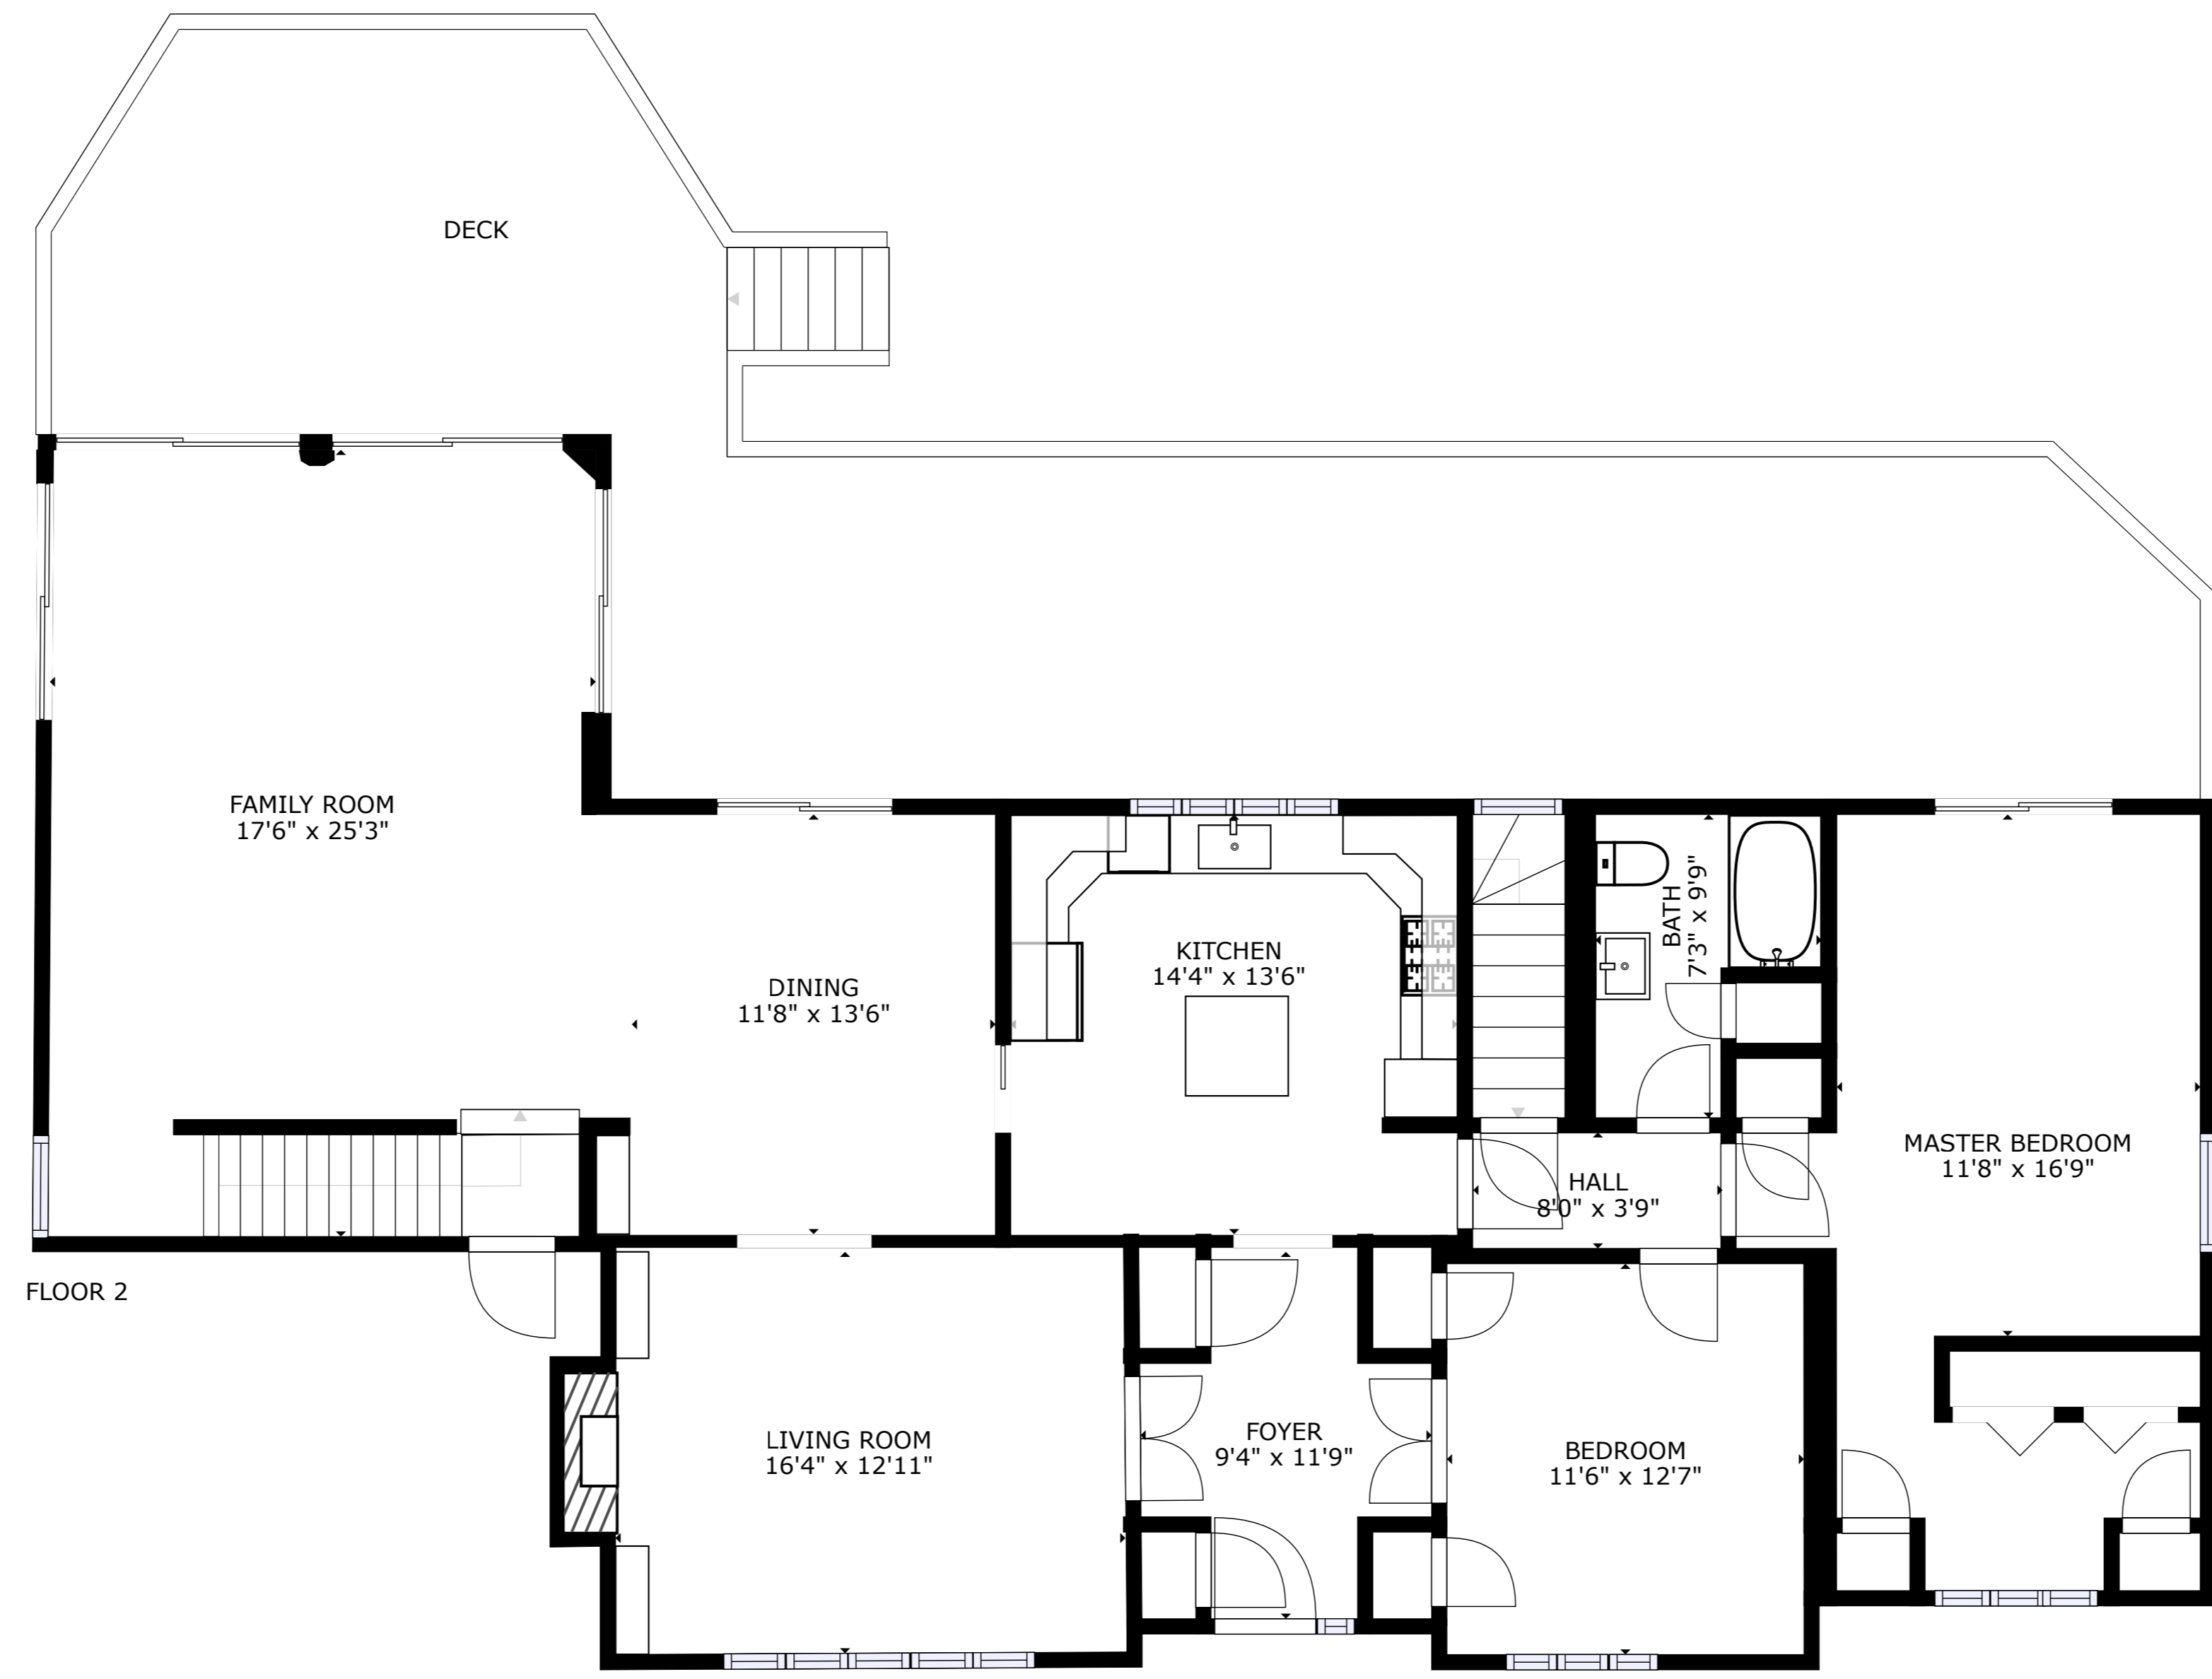 DECK
FAMILY ROOM
17'6" x 25'3"
DINING
11'8" x 13'6"
KITCHEN
14'4" x 13'6"
BATH
7'3" x 9'9"
MASTER BEDROOM
11'8" x 16'9"
HALL
8'0" x 3'9"
FLOOR 2
LIVING ROOM
16'4" x 12'11"
FOYER
9'4" x 11'9"
BEDROOM
11'6" x 12'7"